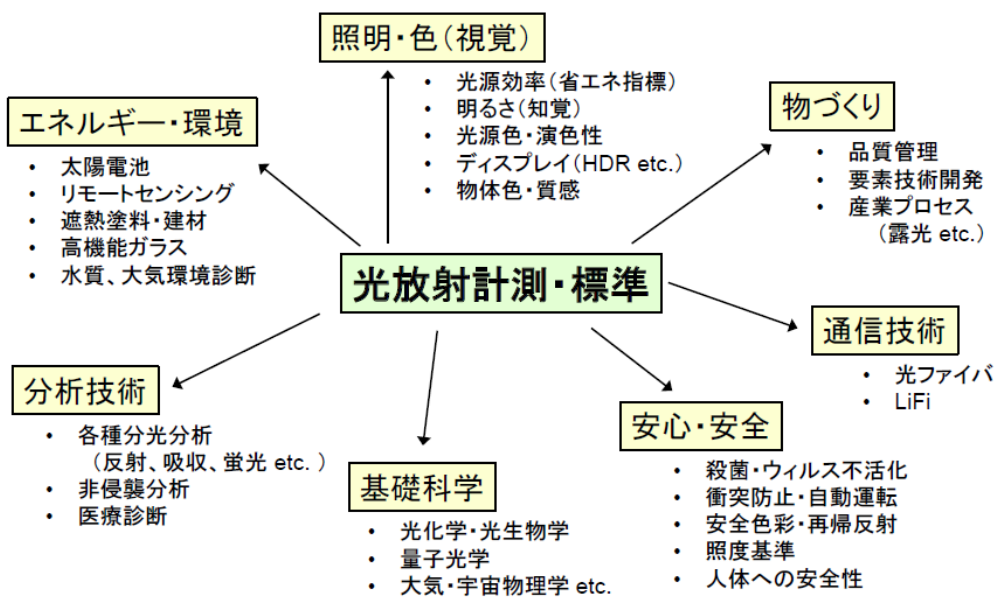 照明・色(視覚)
• 光源効率(省エネ指標)
• 明るさ(知覚)
• 光源色・演色性
• ディスプレイ(HDR etc.)
• 物体色・質感
エネルギー・環境
• 太陽電池
• リモートセンシング
• 遮熱塗料・建材
• 高機能ガラス
• 水質、大気環境診断
物づくり
• 品質管理
• 要素技術開発
• 産業プロセス
(露光 etc.)
光放射計測・標準
通信技術
• 光ファイバ
• LiFi
分析技術
• 各種分光分析
(反射、吸収、蛍光 etc. )
• 非侵襲分析
• 医療診断
基礎科学
• 光化学・光生物学
• 量子光学
• 大気・宇宙物理学 etc.
安心・安全
• 殺菌・ウィルス不活化
• 衝突防止・自動運転
• 安全色彩・再帰反射
• 照度基準
• 人体への安全性